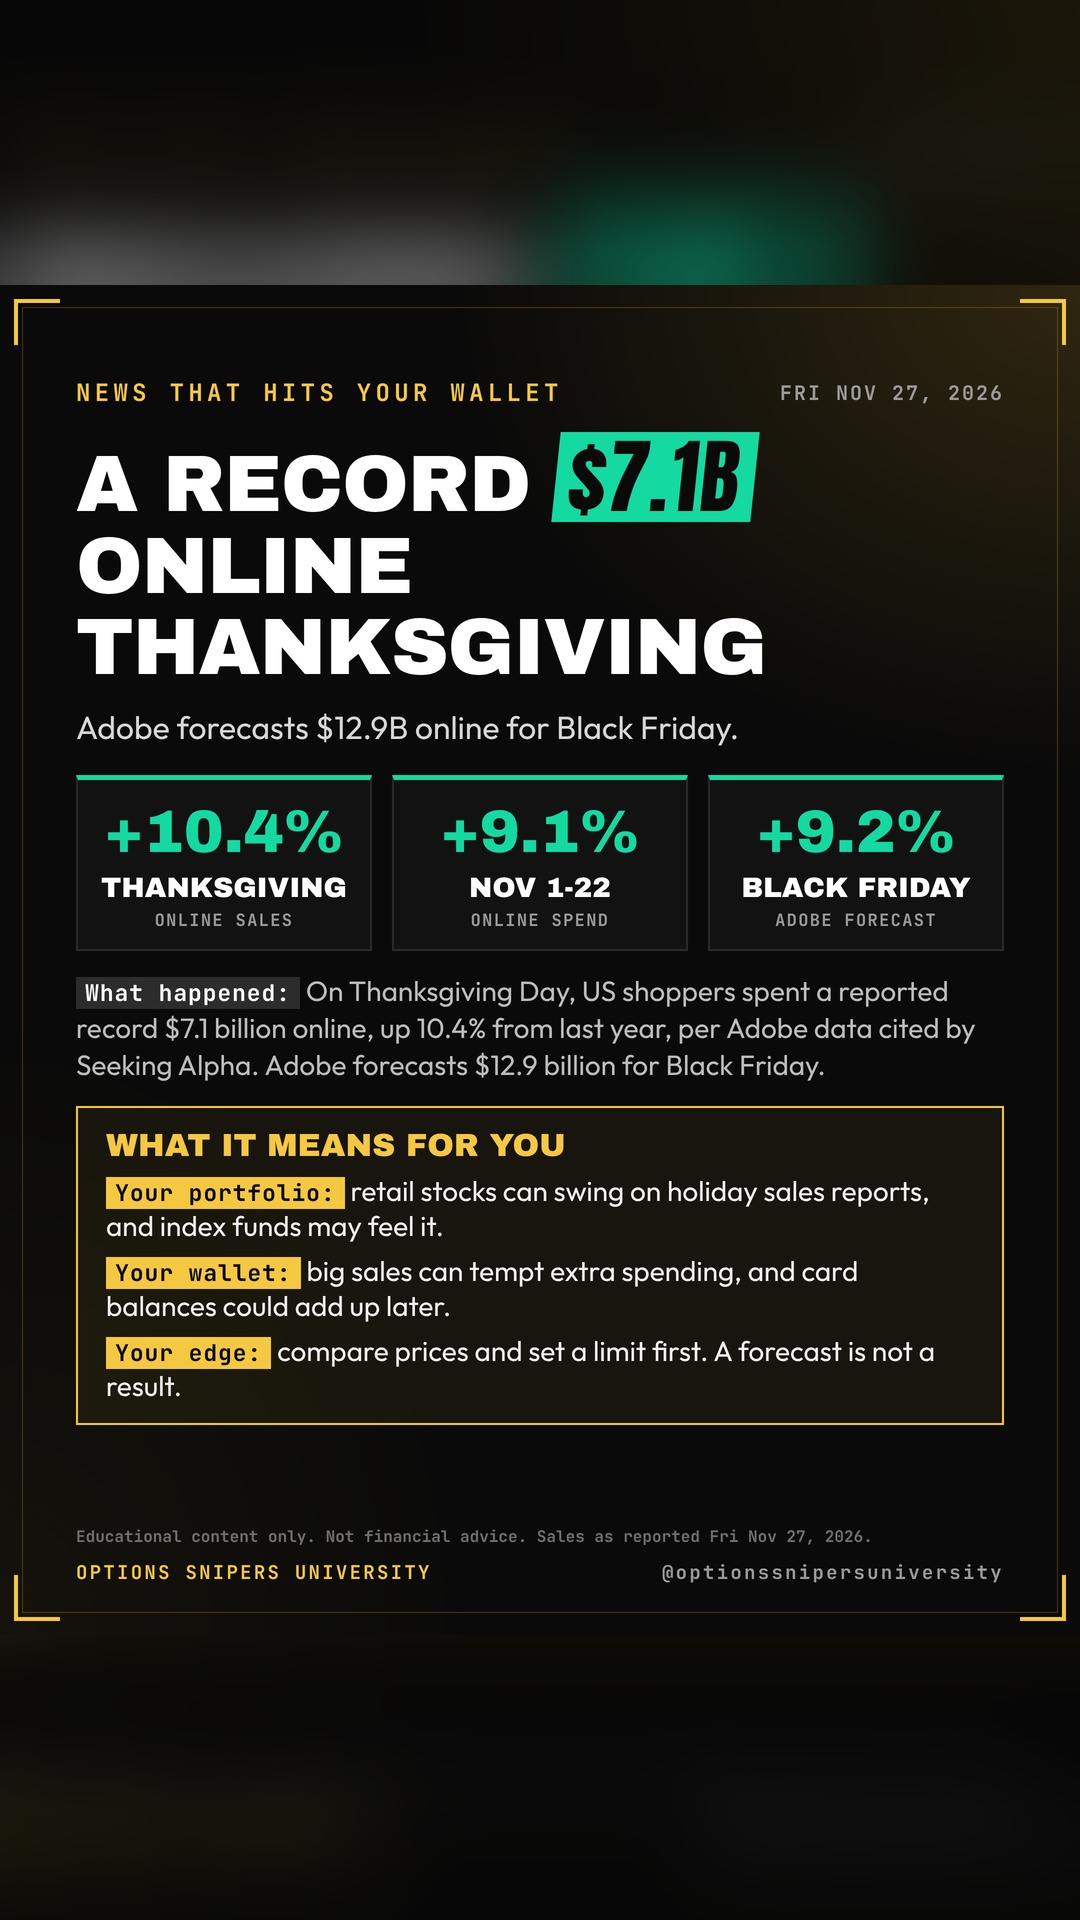 NEWS THAT HITS YOUR WALLET
FRI NOV 27, 2026
A RECORD $7.1B
ONLINE
THANKSGIVING
Adobe forecasts $12.9B online for Black Friday.
+10.4%
THANKSGIVING
ONLINE SALES
+9.1%
NOV 1-22
ONLINE SPEND
+9.2%
BLACK FRIDAY
ADOBE FORECAST
What happened: On Thanksgiving Day, US shoppers spent a reported
record $7.1 billion online, up 10.4% from last year, per Adobe data cited by
Seeking Alpha. Adobe forecasts $12.9 billion for Black Friday.
WHAT IT MEANS FOR YOU
Your portfolio: retail stocks can swing on holiday sales reports,
and index funds may feel it.
Your wallet: big sales can tempt extra spending, and card
balances could add up later.
Your edge: compare prices and set a limit first. A forecast is not a
result.
Educational content only. Not financial advice. Sales as reported Fri Nov 27, 2026.
OPTIONS SNIPERS UNIVERSITY
@optionssnipersuniversity